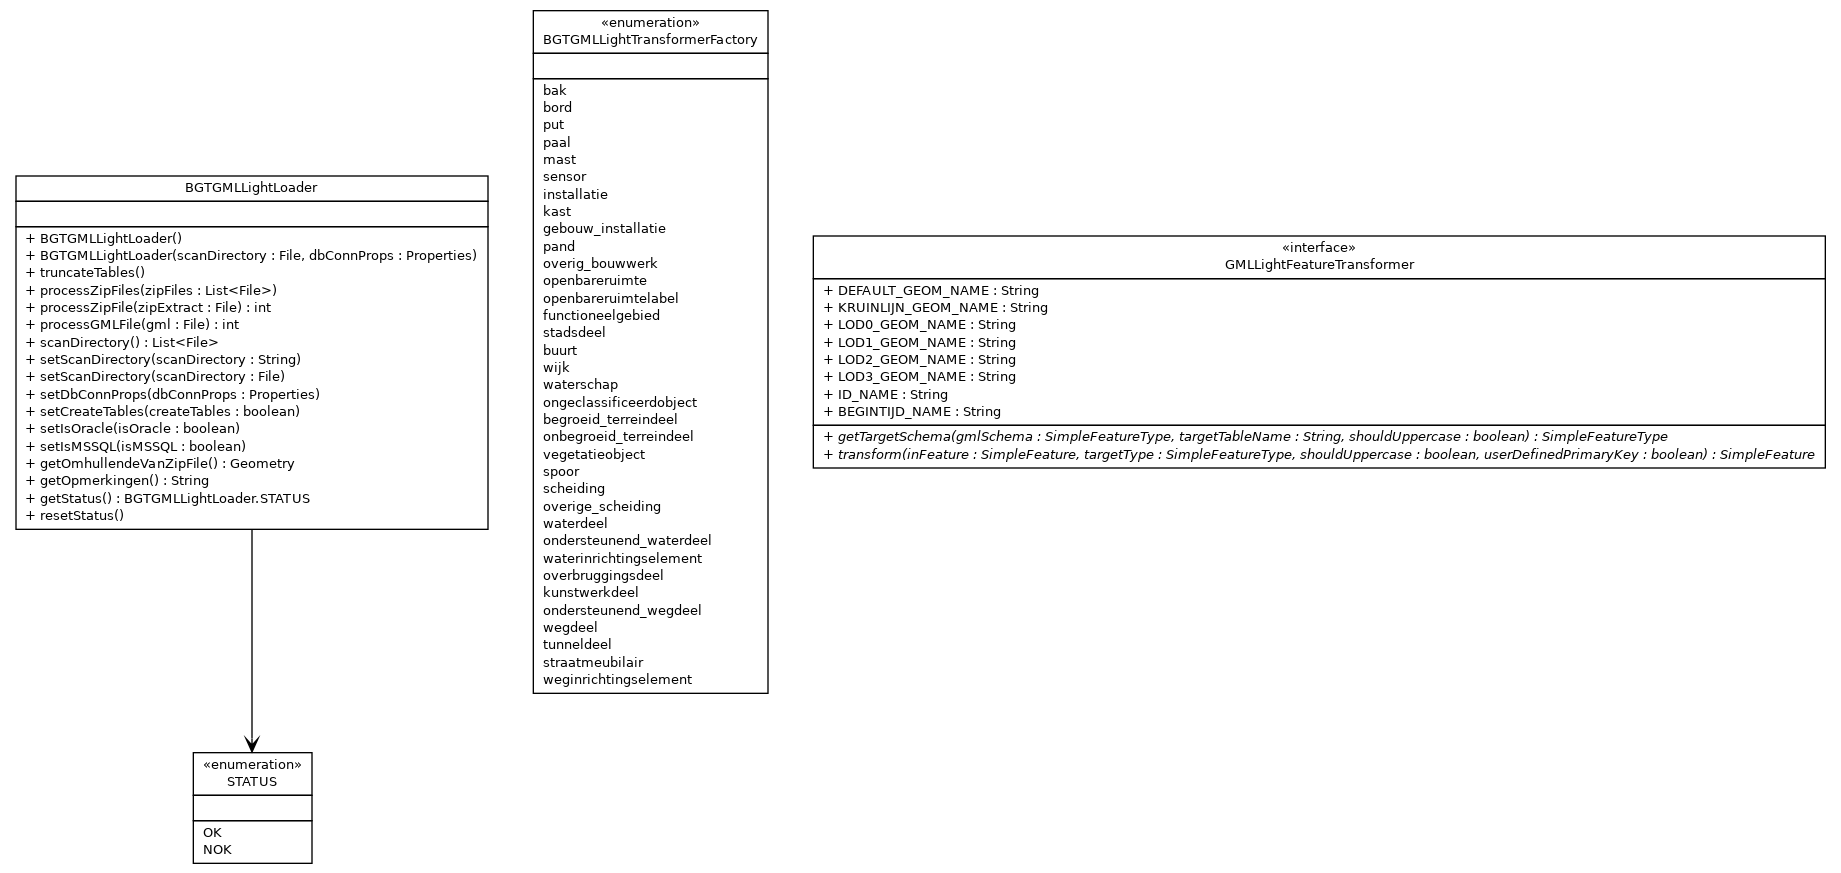 BGTGMLLightLoader
+ BGTGMLLightLoader()
+ BGTGMLLightLoader(scanDirectory : File, dbConnProps : Properties)
+ truncateTables()
+ processZipFiles(zipFiles : List<File>)
+ processZipFile(zipExtract : File) : int
+ processGMLFile(gml : File) : int
+ scanDirectory() : List<File>
+ setScanDirectory(scanDirectory : String)
+ setScanDirectory(scanDirectory : File)
+ setDbConnProps(dbConnProps : Properties)
+ setCreateTables(createTables : boolean)
+ setIsOracle(isOracle : boolean)
+ setIsMSSQL(isMSSQL : boolean)
+ getOmhullendeVanZipFile() : Geometry
+ getOpmerkingen() : String
+ getStatus() : BGTGMLLightLoader.STATUS
+ resetStatus()
«enumeration»
STATUS
OK
NOK
«enumeration»
BGTGMLLightTransformerFactory
bak
bord
put
paal
mast
sensor
installatie
kast
gebouw_installatie
pand
overig_bouwwerk
openbareruimte
openbareruimtelabel
functioneelgebied
stadsdeel
buurt
wijk
waterschap
ongeclassificeerdobject
begroeid_terreindeel
onbegroeid_terreindeel
vegetatieobject
spoor
scheiding
overige_scheiding
waterdeel
ondersteunend_waterdeel
waterinrichtingselement
overbruggingsdeel
kunstwerkdeel
ondersteunend_wegdeel
wegdeel
tunneldeel
straatmeubilair
weginrichtingselement
«interface»
GMLLightFeatureTransformer
+ DEFAULT_GEOM_NAME : String
+ KRUINLIJN_GEOM_NAME : String
+ LOD0_GEOM_NAME : String
+ LOD1_GEOM_NAME : String
+ LOD2_GEOM_NAME : String
+ LOD3_GEOM_NAME : String
+ ID_NAME : String
+ BEGINTIJD_NAME : String
+ getTargetSchema(gmlSchema : SimpleFeatureType, targetTableName : String, shouldUppercase : boolean) : SimpleFeatureType
+ transform(inFeature : SimpleFeature, targetType : SimpleFeatureType, shouldUppercase : boolean, userDefinedPrimaryKey : boolean) : SimpleFeature